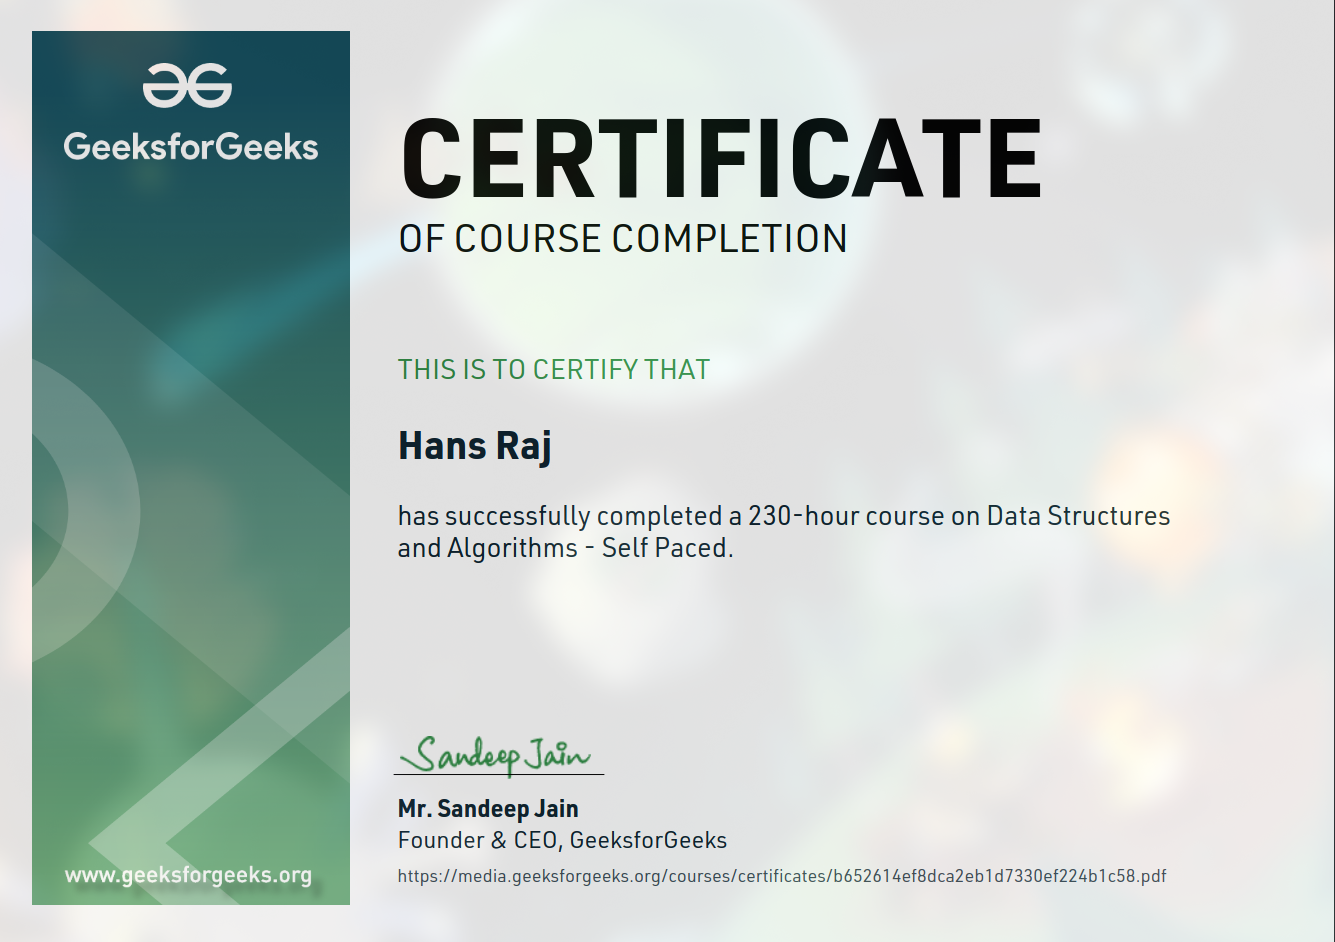 GeeksforGeeks
CERTIFICATE
OF COURSE COMPLETION
THIS IS TO CERTIFY THAT
Hans Raj
has successfully completed a 230-hour course on Data Structures
and Algorithms - Self Paced.
Sandeep Jain
Mr. Sandeep Jain
Founder & CEO, GeeksforGeeks
https://media.geeksforgeeks.org/courses/certificates/b652614ef8dca2eb1d7330ef224b1c58.pdf
www.geeksforgeeks.org